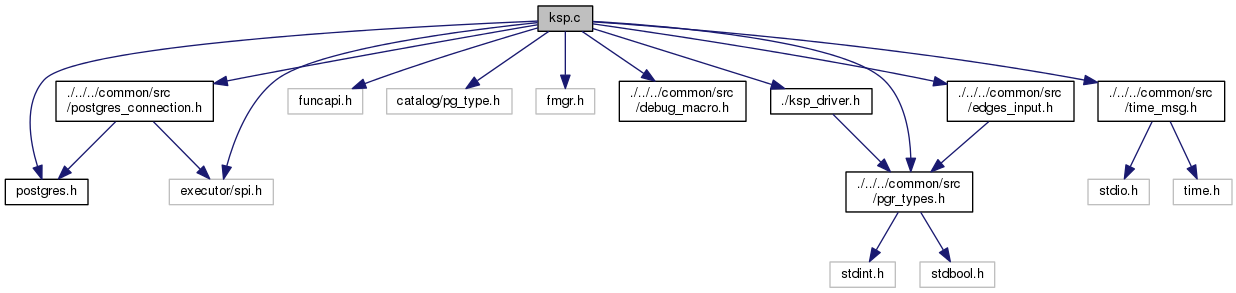 ksp.c
./../../common/src
/postgres_connection.h
funcapi.h
catalog/pg_type.h
fmgr.h
./../../common/src
/debug_macro.h
./ksp_driver.h
./../../common/src
/edges_input.h
./../../common/src
/time_msg.h
postgres.h
executor/spi.h
./../../common/src
/pgr_types.h
stdio.h
time.h
stdint.h
stdbool.h